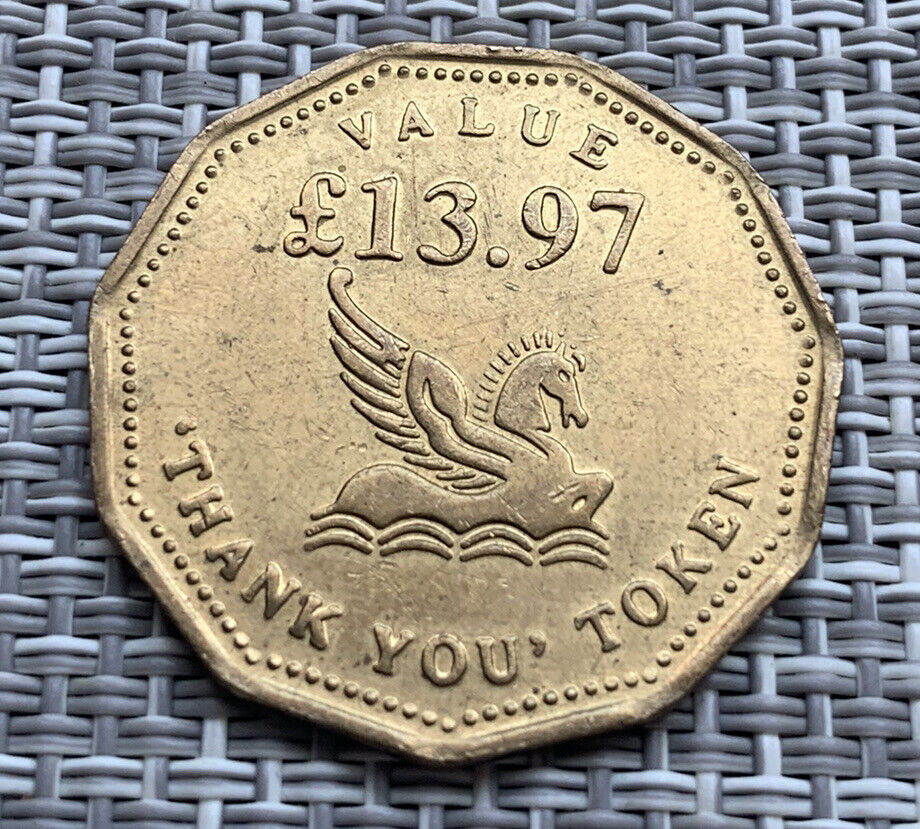 VALUE
£13.97
'THANK YOU' TOKEN